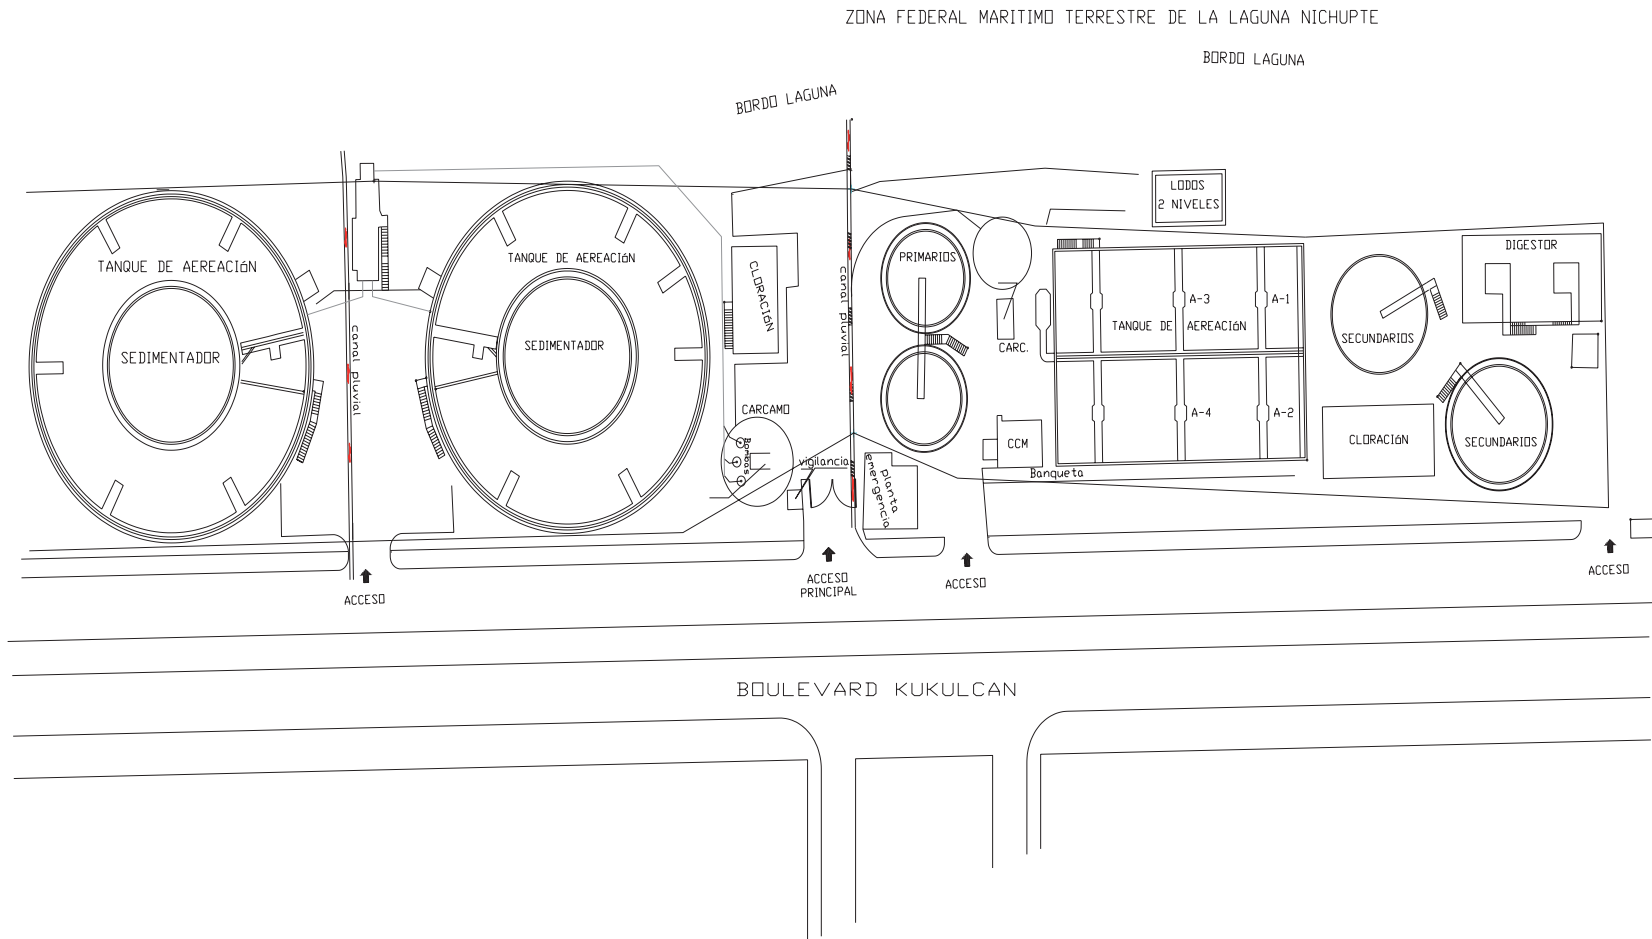 ZONA FEDERAL MARITIMO TERRESTRE DE LA LAGUNA NICHUPTE
BORDO LAGUNA
BORDO LAGUNA
LODOS
2 NIVELES
TANQUE DE AEREACIóN
SEDIMENTADOR
canal pluvial
TANQUE DE AEREACIóN
SEDIMENTADOR
CLORACIóN
canal pluvial
PRIMARIOS
CARC.
A-3
A-1
TANQUE DE AEREACIóN
A-4
A-2
SECUNDARIOS
DIGESTOR
CARCAMO
Bombas
vigilancia
planta
emergencia
CCM
Banqueta
CLORACIóN
SECUNDARIOS
ACCESO
ACCESO
PRINCIPAL
ACCESO
ACCESO
BOULEVARD KUKULCAN